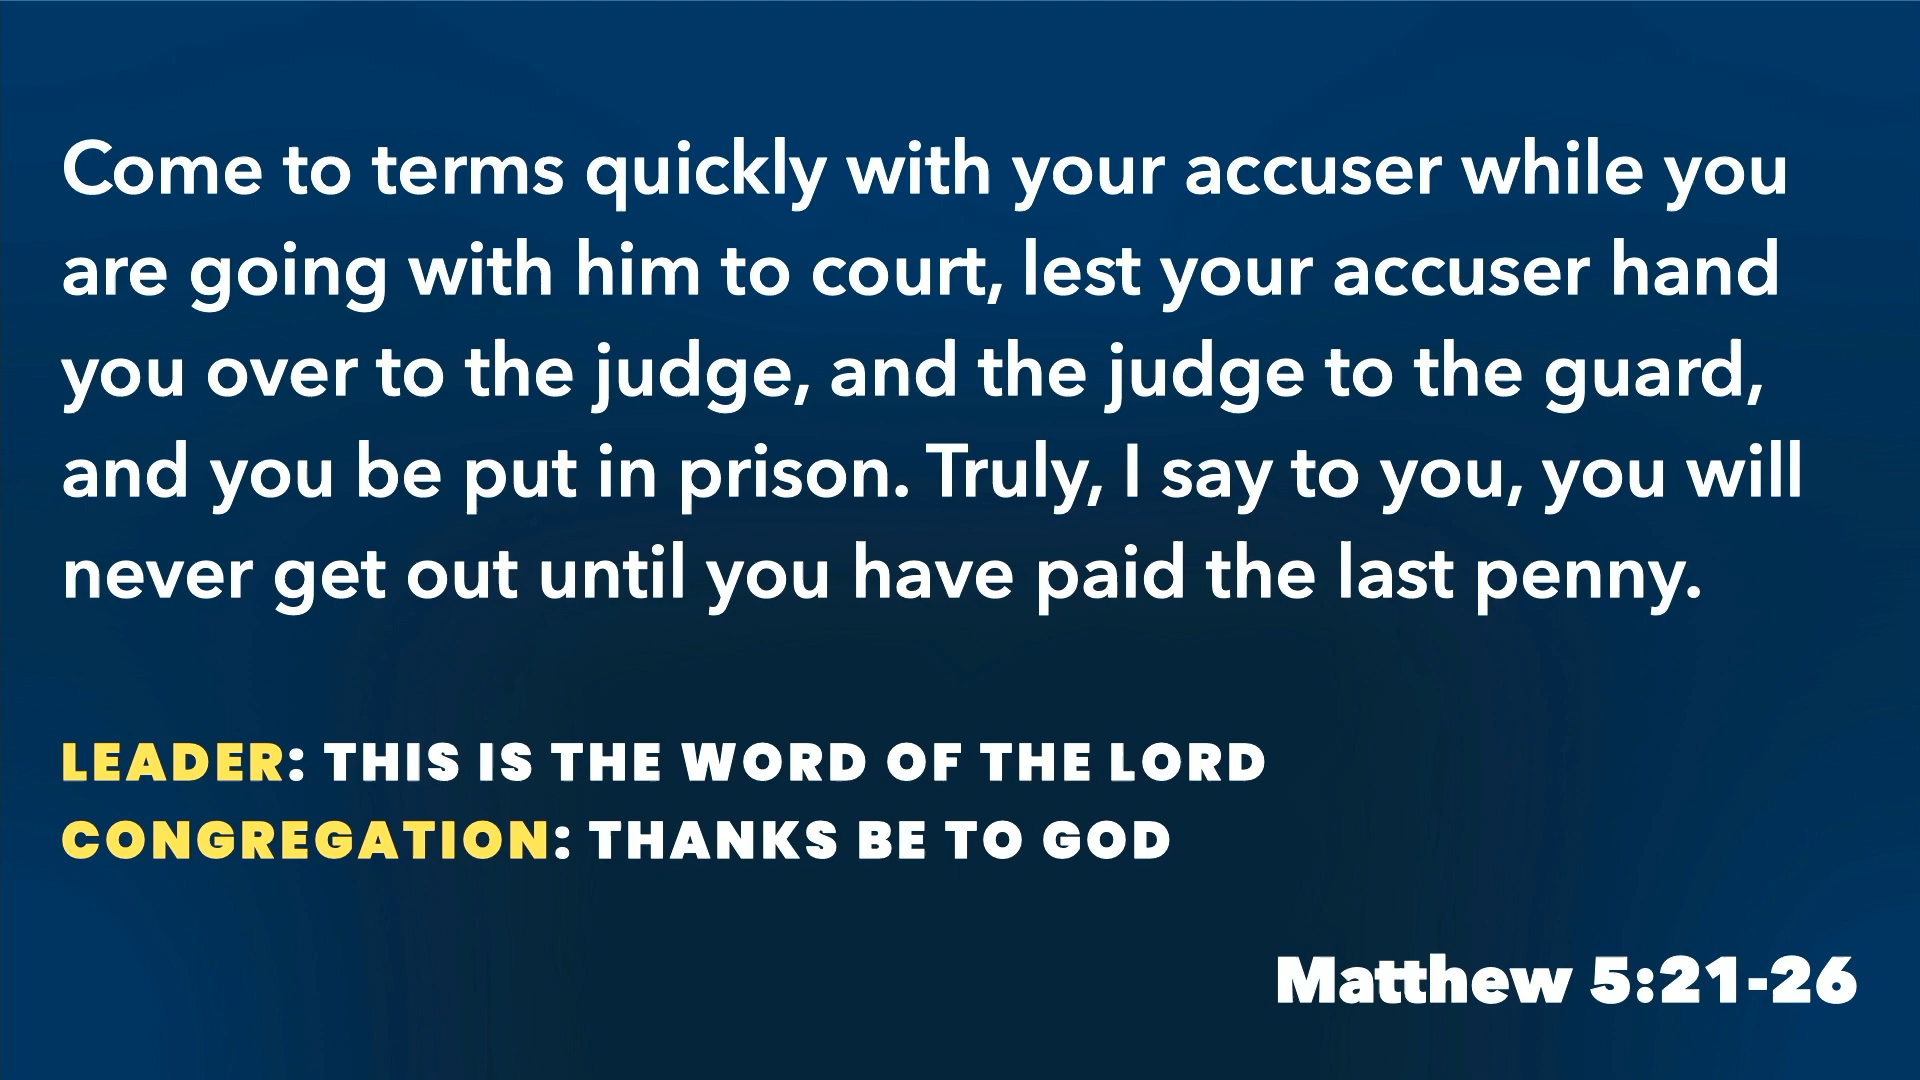 Come to terms quickly with your accuser while you
are going with him to court, lest your accuser hand
you over to the judge, and the judge to the guard,
and you be put in prison. Truly, I say to you, you will
never get out until you have paid the last penny.
LEADER: THIS IS THE WORD OF THE LORD
CONGREGATION: THANKS BE TO GOD
Matthew 5:21-26